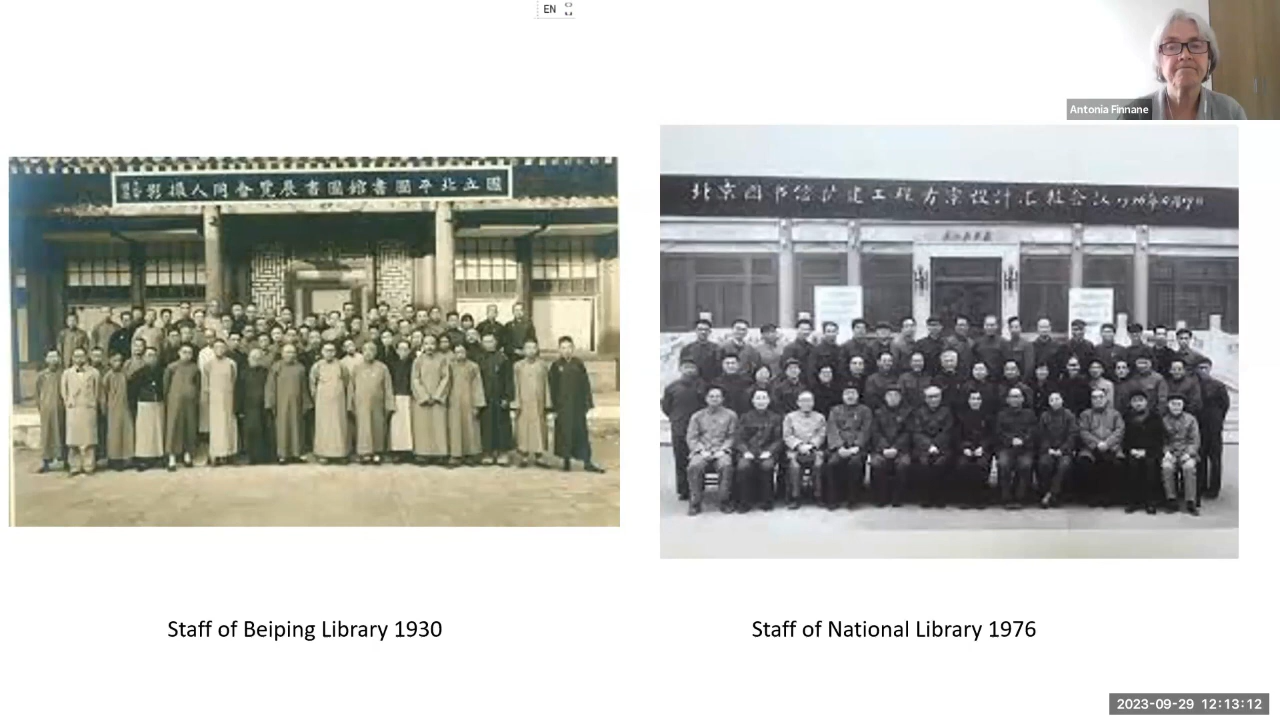 EN
Antonia Finnane
國立北平圖書館圖書展覽會同人攝影
北京图书馆扩建工程方案设计汇报会议
Staff of Beiping Library 1930
Staff of National Library 1976
2023-09-29 12:13:12